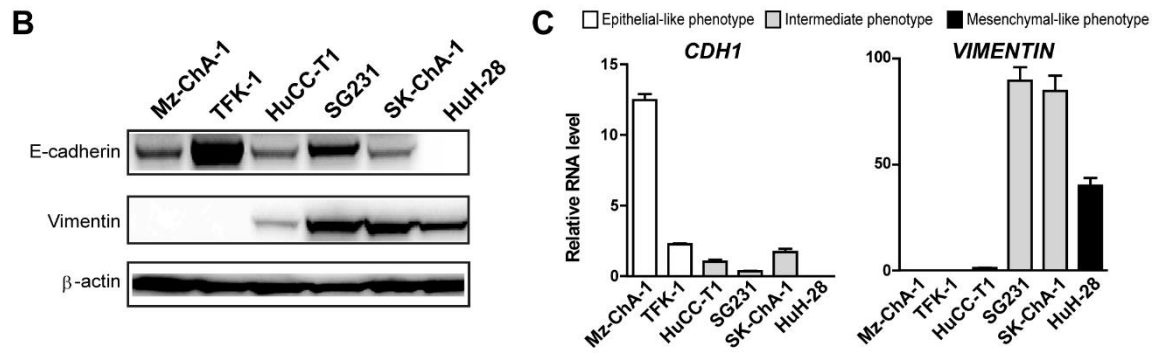 B
Mz-ChA-1
TFK-1
HuCC-T1
SG231
SK-ChA-1
HuH-28
E-cadherin
Vimentin
β-actin
C
Epithelial-like phenotype
Intermediate phenotype
Mesenchymal-like phenotype
CDH1
Relative RNA level
15
10
5
0
Mz-ChA-1
TFK-1
HuCC-T1
SG231
SK-ChA-1
HuH-28
VIMENTIN
100
50
0
Mz-ChA-1
TFK-1
HuCC-T1
SG231
SK-ChA-1
HuH-28